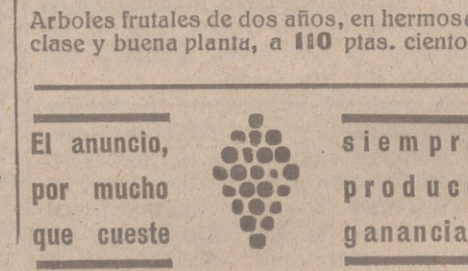 Arboles frutales de dos años, en hermos
clase y buena planta, a 110 ptas. ciento
El anuncio,
por mucho
que cueste
siempr
produc
ganancia